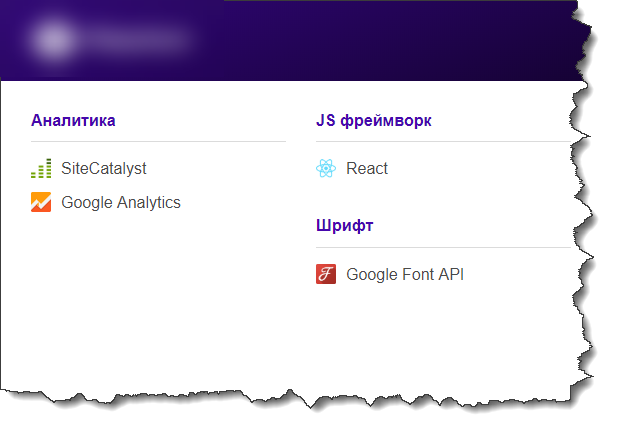 Аналитика
SiteCatalyst
Google Analytics
JS фреймворк
React
Шрифт
Google Font API